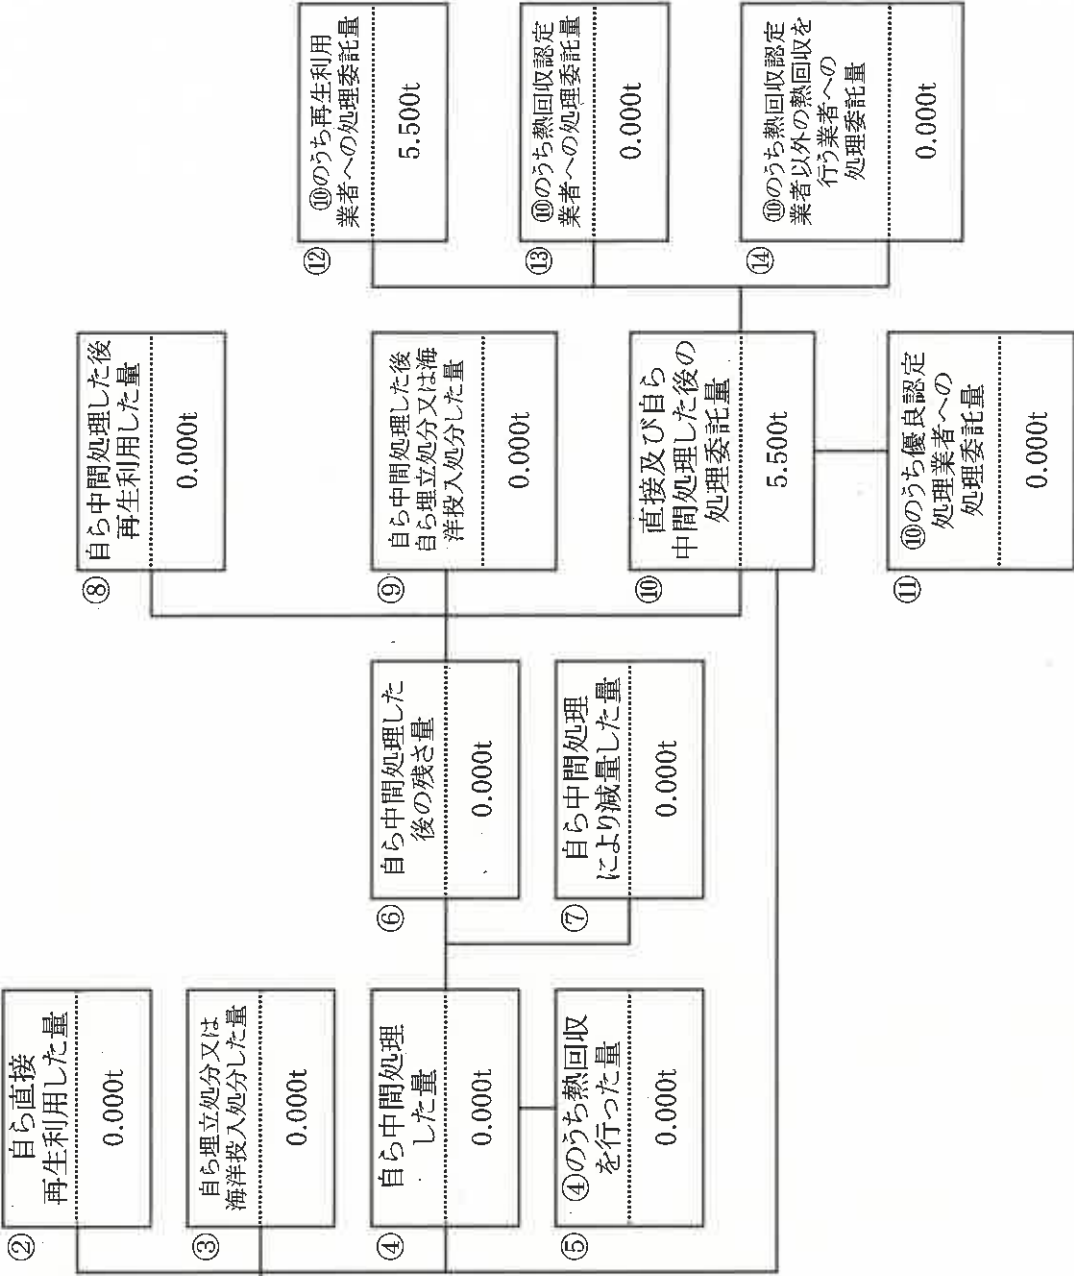 ②
自ら直接
再生利用した量
0.000t
③
自ら埋立処分又は
海洋投入処分した量
0.000t
④
自ら中間処理
した量
0.000t
⑤
④のうち熱回収
を行った量
0.000t
⑥
自ら中間処理した
後の残さ量
0.000t
⑦
自ら中間処理
により減量した量
0.000t
⑧
自ら中間処理した後
再生利用した量
0.000t
⑨
自ら中間処理した後
自ら埋立処分又は海
洋投入処分した量
0.000t
⑩
直接及び自ら
中間処理した後の
処理委託量
5.500t
⑪
⑩のうち優良認定
処理業者への
処理委託量
0.000t
⑫
⑩のうち再生利用
業者への処理委託量
5.500t
⑬
⑩のうち熱回収認定
業者への処理委託量
0.000t
⑭
⑩のうち熱回収認定
業者以外の熱回収を
行う業者への
処理委託量
0.000t